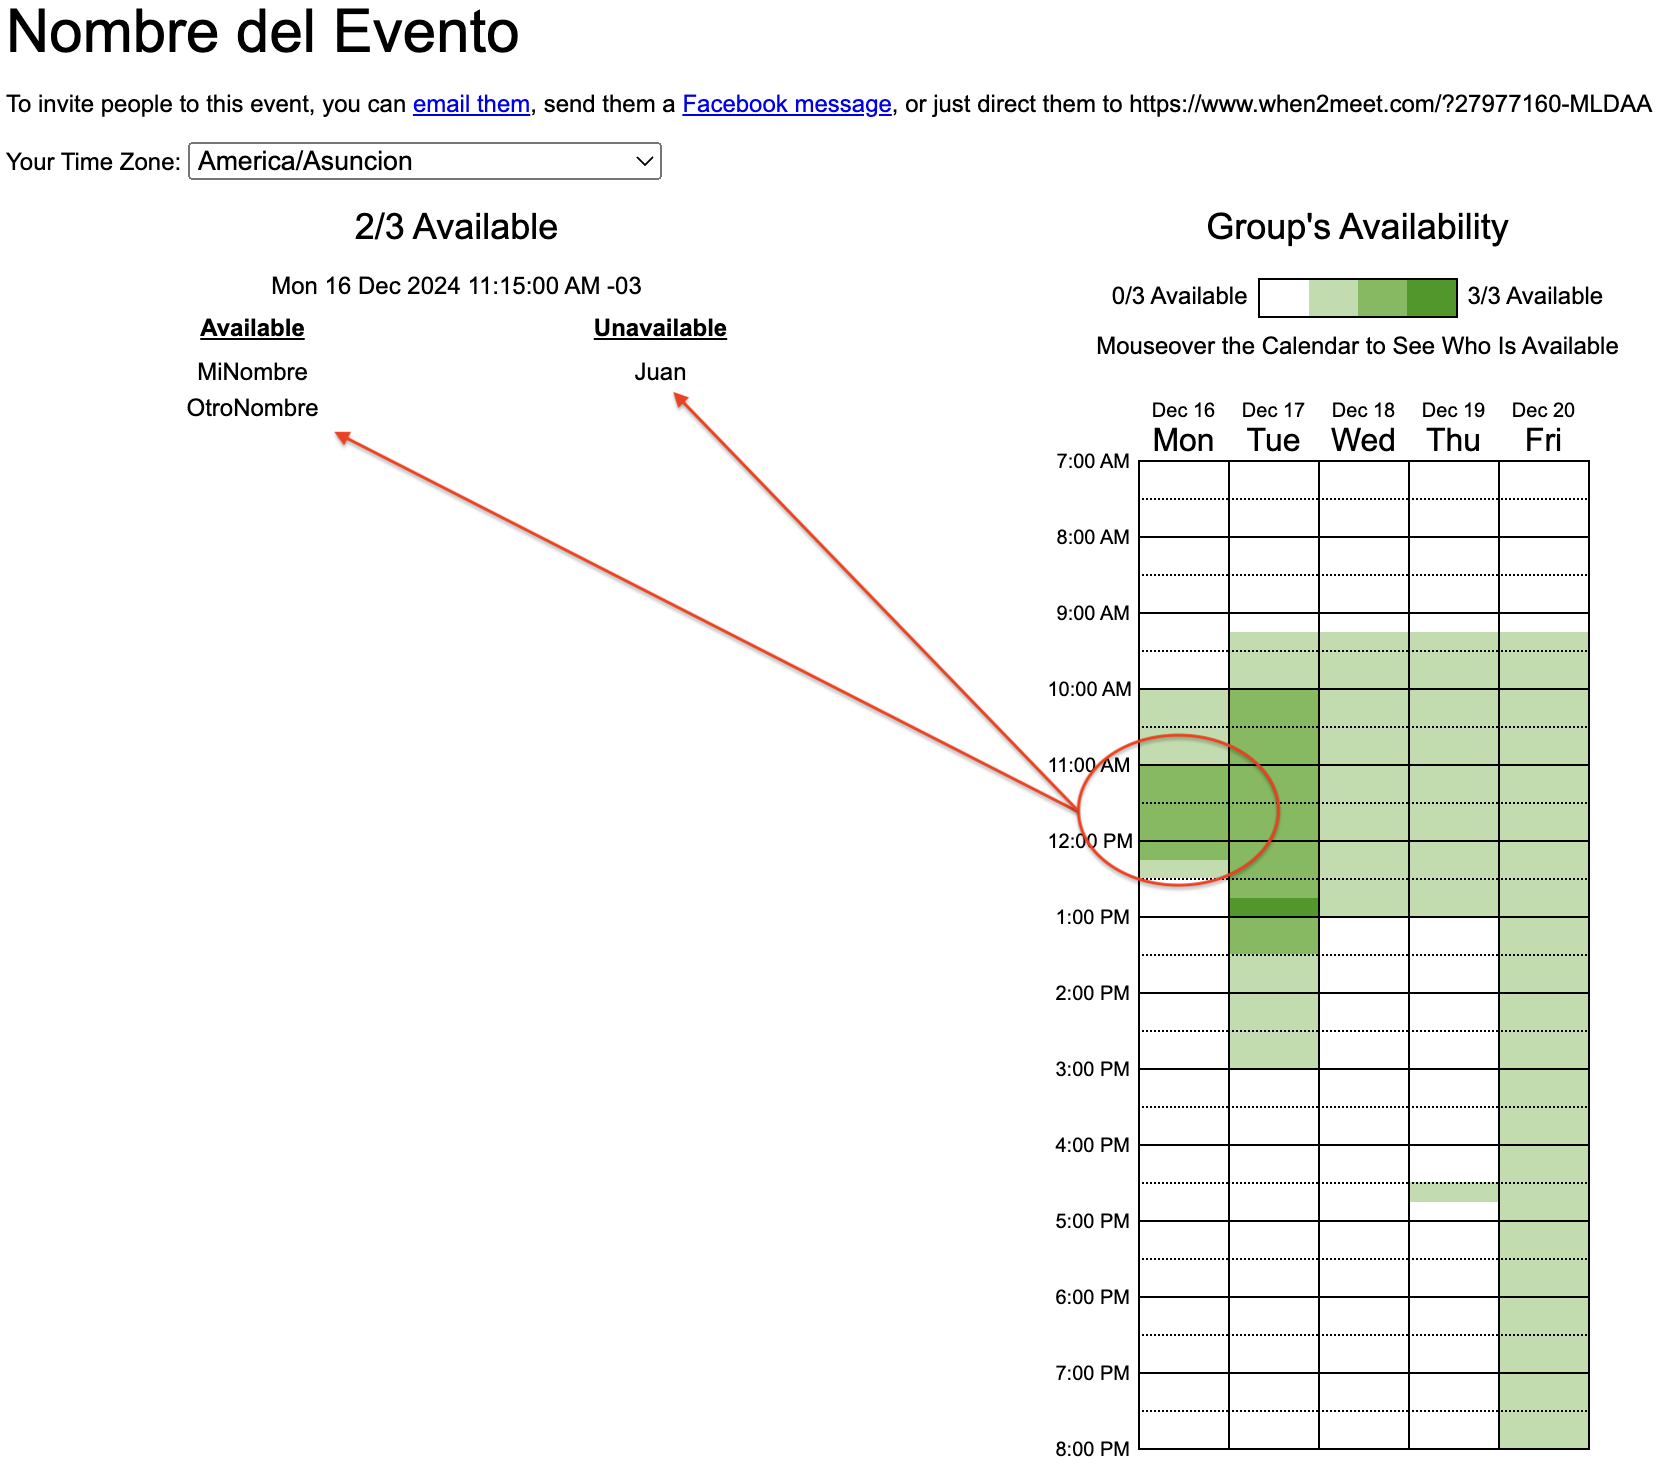 Nombre del Evento
To invite people to this event, you can email them, send them a Facebook message, or just direct them to https://www.when2meet.com/?27977160-MLDAA
Your Time Zone: America/Asuncion
2/3 Available
Mon 16 Dec 2024 11:15:00 AM -03
Available Unavailable
MiNombre Juan
OtroNombre
Group's Availability
0/3 Available 3/3 Available
Mouseover the Calendar to See Who Is Available
Dec 16 Dec 17 Dec 18 Dec 19 Dec 20
Mon Tue Wed Thu Fri
7:00 AM
8:00 AM
9:00 AM
10:00 AM
11:00 AM
12:00 PM
1:00 PM
2:00 PM
3:00 PM
4:00 PM
5:00 PM
6:00 PM
7:00 PM
8:00 PM